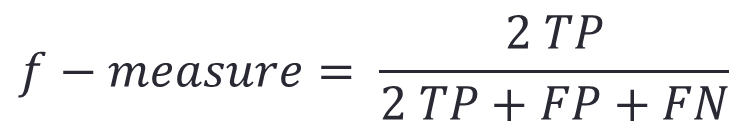 f − measure = 2 TP / 2 TP + FP + FN